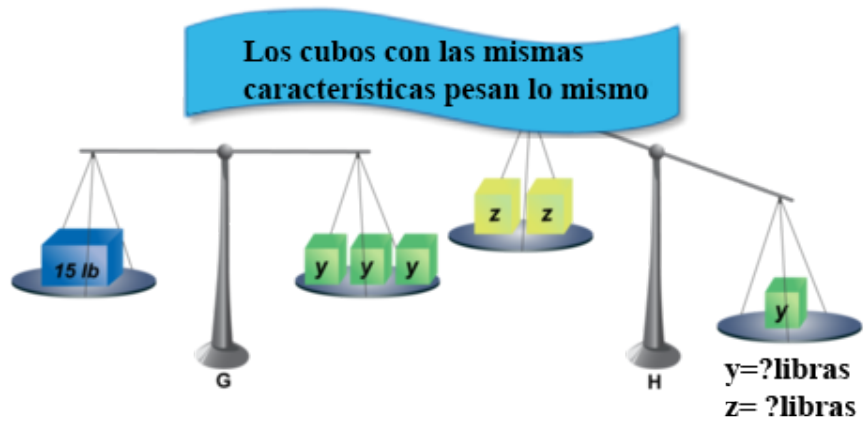 Los cubos con las mismas
características pesan lo mismo
z z
15 lb
y y y
y
G
H
y=?libras
z= ?libras